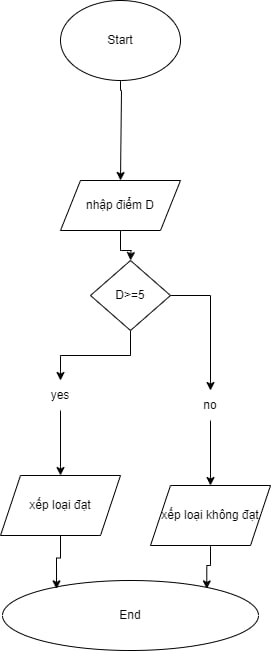 Start
nhập điểm D
D>=5
yes
no
xếp loại đạt
xếp loại không đạt
End